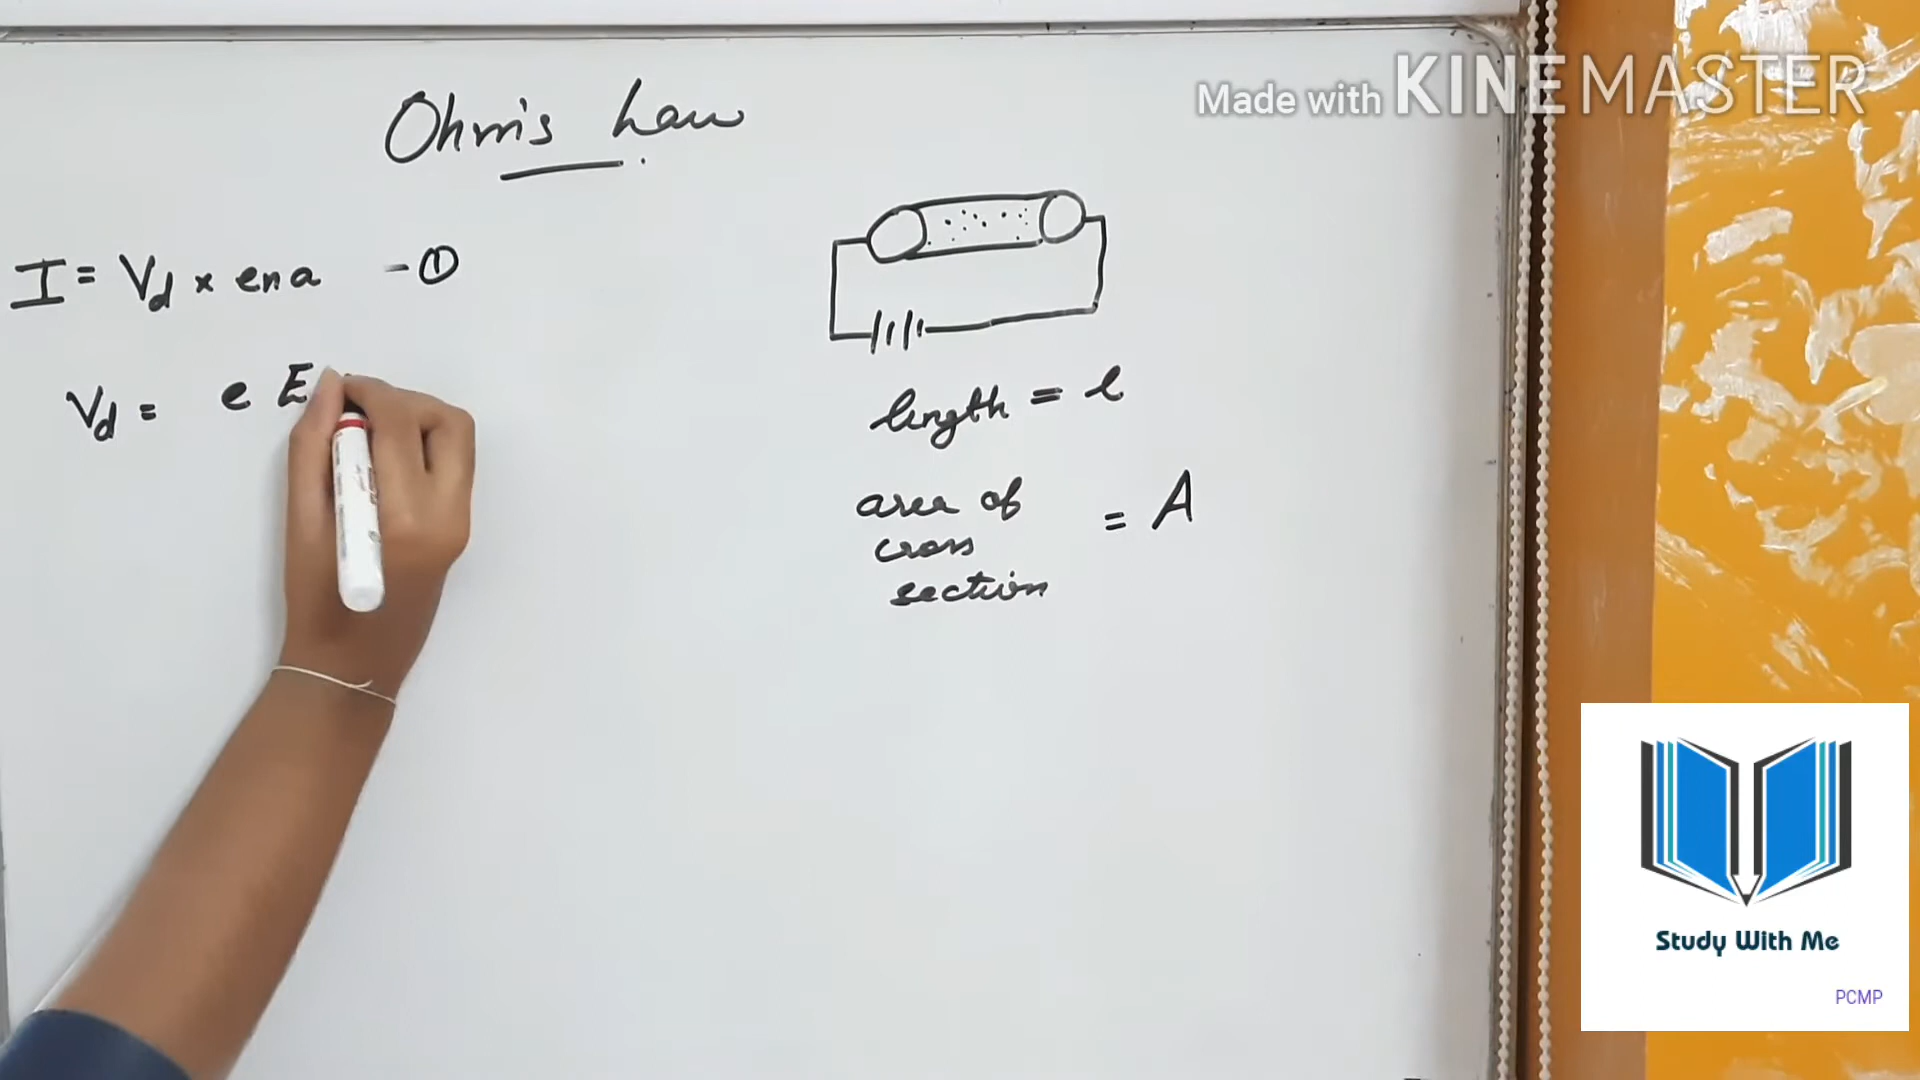 Made with KINEMASTER
Ohm's Law
I = Vd x ena - ①
Vd = e E
length = l
area of
cross
section
= A
Study With Me
PCMP